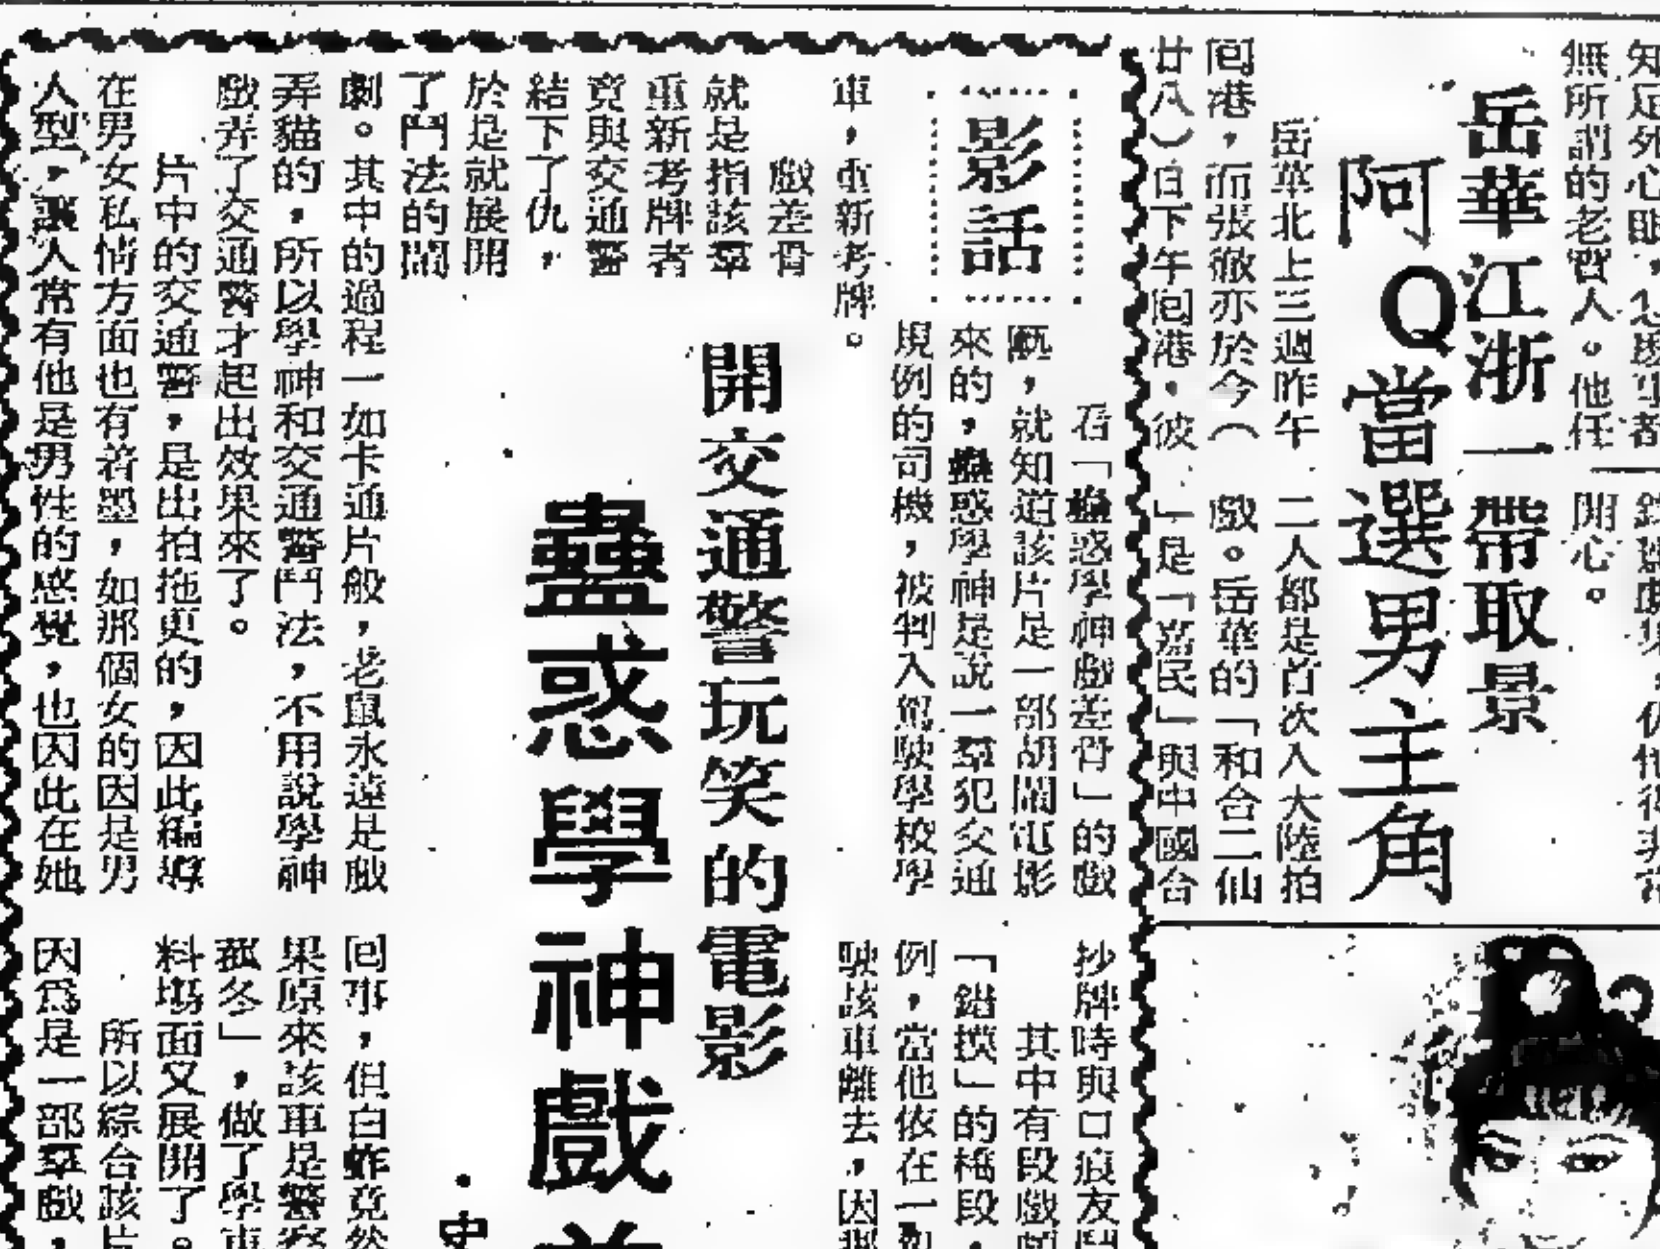 知足死心眼，
無所謂的老實人。他任
開心。
岳華江浙一帶取景
阿Q當選男主角
岳華北上三週昨午
回港，而張徹亦於今（
廿八）日下午回港，彼
二人都是首次入大陸拍
戲。岳華的「和合二仙
」是「嘉民」與中國合
影話
看「蠱惑學神戲差骨」的戲
匭，就知道該片是一部胡鬧電影
來的，蠱惑學神是說一羣犯交通
規例的司機，被判入駕駛學校學
車，重新考牌。
戲差骨
就是指該羣
重新考牌者
竟與交通警
結下了仇，
於是就展開
了鬥法的鬧
劇。其中的過程一如卡通片般，老鼠永遠是戲
弄貓的，所以學神和交通警鬥法，不用說學神
戲弄了交通警才起出效果來了。
片中的交通警，是出拍拖更的，因此編導
在男女私情方面也有着墨，如那個女的因是男
人型，讓人常有他是男性的感覺，也因此在她
開交通警玩笑的電影
蠱惑學神戲差
史
抄牌時與口痕友鬥
其中有段戲頗
「鉛摸」的橋段，
例，當他依在一
駛該車離去，因
回事，但白蚱竟然
果原來該車是警察
菰冬」，做了學車
料場面又展開了。
所以綜合該片
因為是一部羣戲，